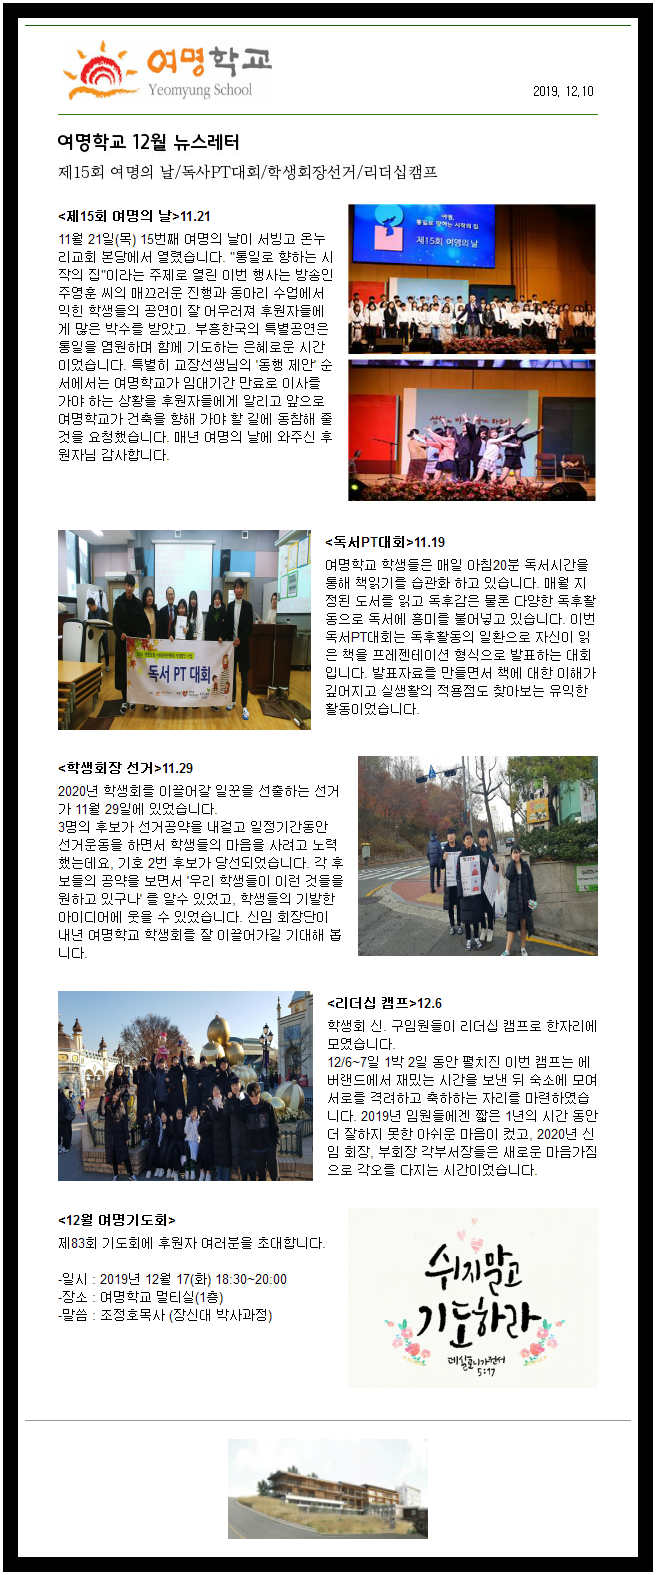 여명학교
Yeomyung School
2019. 12.10
여명학교 12월 뉴스레터
제15회 여명의 날/독사PT대회/학생회장선거/리더십캠프
<제15회 여명의 날>11.21
11월 21일(목) 15번째 여명의 날이 서빙고 온누
리교회 본당에서 열렸습니다. "통일로 향하는 시
작의 집"이라는 주제로 열린 이번 행사는 방송인
주영훈 씨의 매끄러운 진행과 동아리 수업에서
익힌 학생들의 공연이 잘 어우러져 후원자들에
게 많은 박수를 받았고. 부흥한국의 특별공연은
통일을 염원하며 함께 기도하는 은혜로운 시간
이었습니다. 특별히 교장선생님의 '동행 제안' 순
서에서는 여명학교가 임대기간 만료로 이사를
가야 하는 상황을 후원자들에게 알리고 앞으로
여명학교가 건축을 향해 가야 할 길에 동참해 줄
것을 요청했습니다. 매년 여명의 날에 와주신 후
원자님 감사합니다.
여명,
통일로 향하는 시작의 집
제15회 여명의 날
<독서PT대회>11.19
여명학교 학생들은 매일 아침20분 독서시간을
통해 책읽기를 습관화 하고 있습니다. 매월 지
정된 도서를 읽고 독후감은 물론 다양한 독후활
동으로 독서에 흥미를 불어넣고 있습니다. 이번
독서PT대회는 독후활동의 일환으로 자신이 읽
은 책을 프레젠테이션 형식으로 발표하는 대회
입니다. 발표자료를 만들면서 책에 대한 이해가
깊어지고 실생활의 적용점도 찾아보는 유익한
활동이었습니다.
독서 PT 대회
<학생회장 선거>11.29
2020년 학생회를 이끌어갈 일꾼을 선출하는 선거
가 11월 29일에 있었습니다.
3명의 후보가 선거공약을 내걸고 일정기간동안
선거운동을 하면서 학생들의 마음을 사려고 노력
했는데요, 기호 2번 후보가 당선되었습니다. 각 후
보들의 공약을 보면서 '우리 학생들이 이런 것들을
원하고 있구나' 를 알수 있었고, 학생들의 기발한
아이디어에 웃을 수 있었습니다. 신임 회장단이
내년 여명학교 학생회를 잘 이끌어가길 기대해 봅
니다.
<리더십 캠프>12.6
학생회 신. 구임원들이 리더십 캠프로 한자리에
모였습니다.
12/6~7일 1박 2일 동안 펼치진 이번 캠프는 에
버랜드에서 재밌는 시간을 보낸 뒤 숙소에 모여
서로를 격려하고 축하하는 자리를 마련하였습
니다. 2019년 임원들에겐 짧은 1년의 시간 동안
더 잘하지 못한 아쉬운 마음이 컸고, 2020년 신
임 회장, 부회장 각부서장들은 새로운 마음가짐
으로 각오를 다지는 시간이었습니다.
<12월 여명기도회>
제83회 기도회에 후원자 여러분을 초대합니다.
-일시 : 2019년 12월 17(화) 18:30~20:00
-장소 : 여명학교 멀티실(1층)
-말씀 : 조정호목사 (장신대 박사과정)
쉬지말고
기도하라
데살로니가전서
5:17